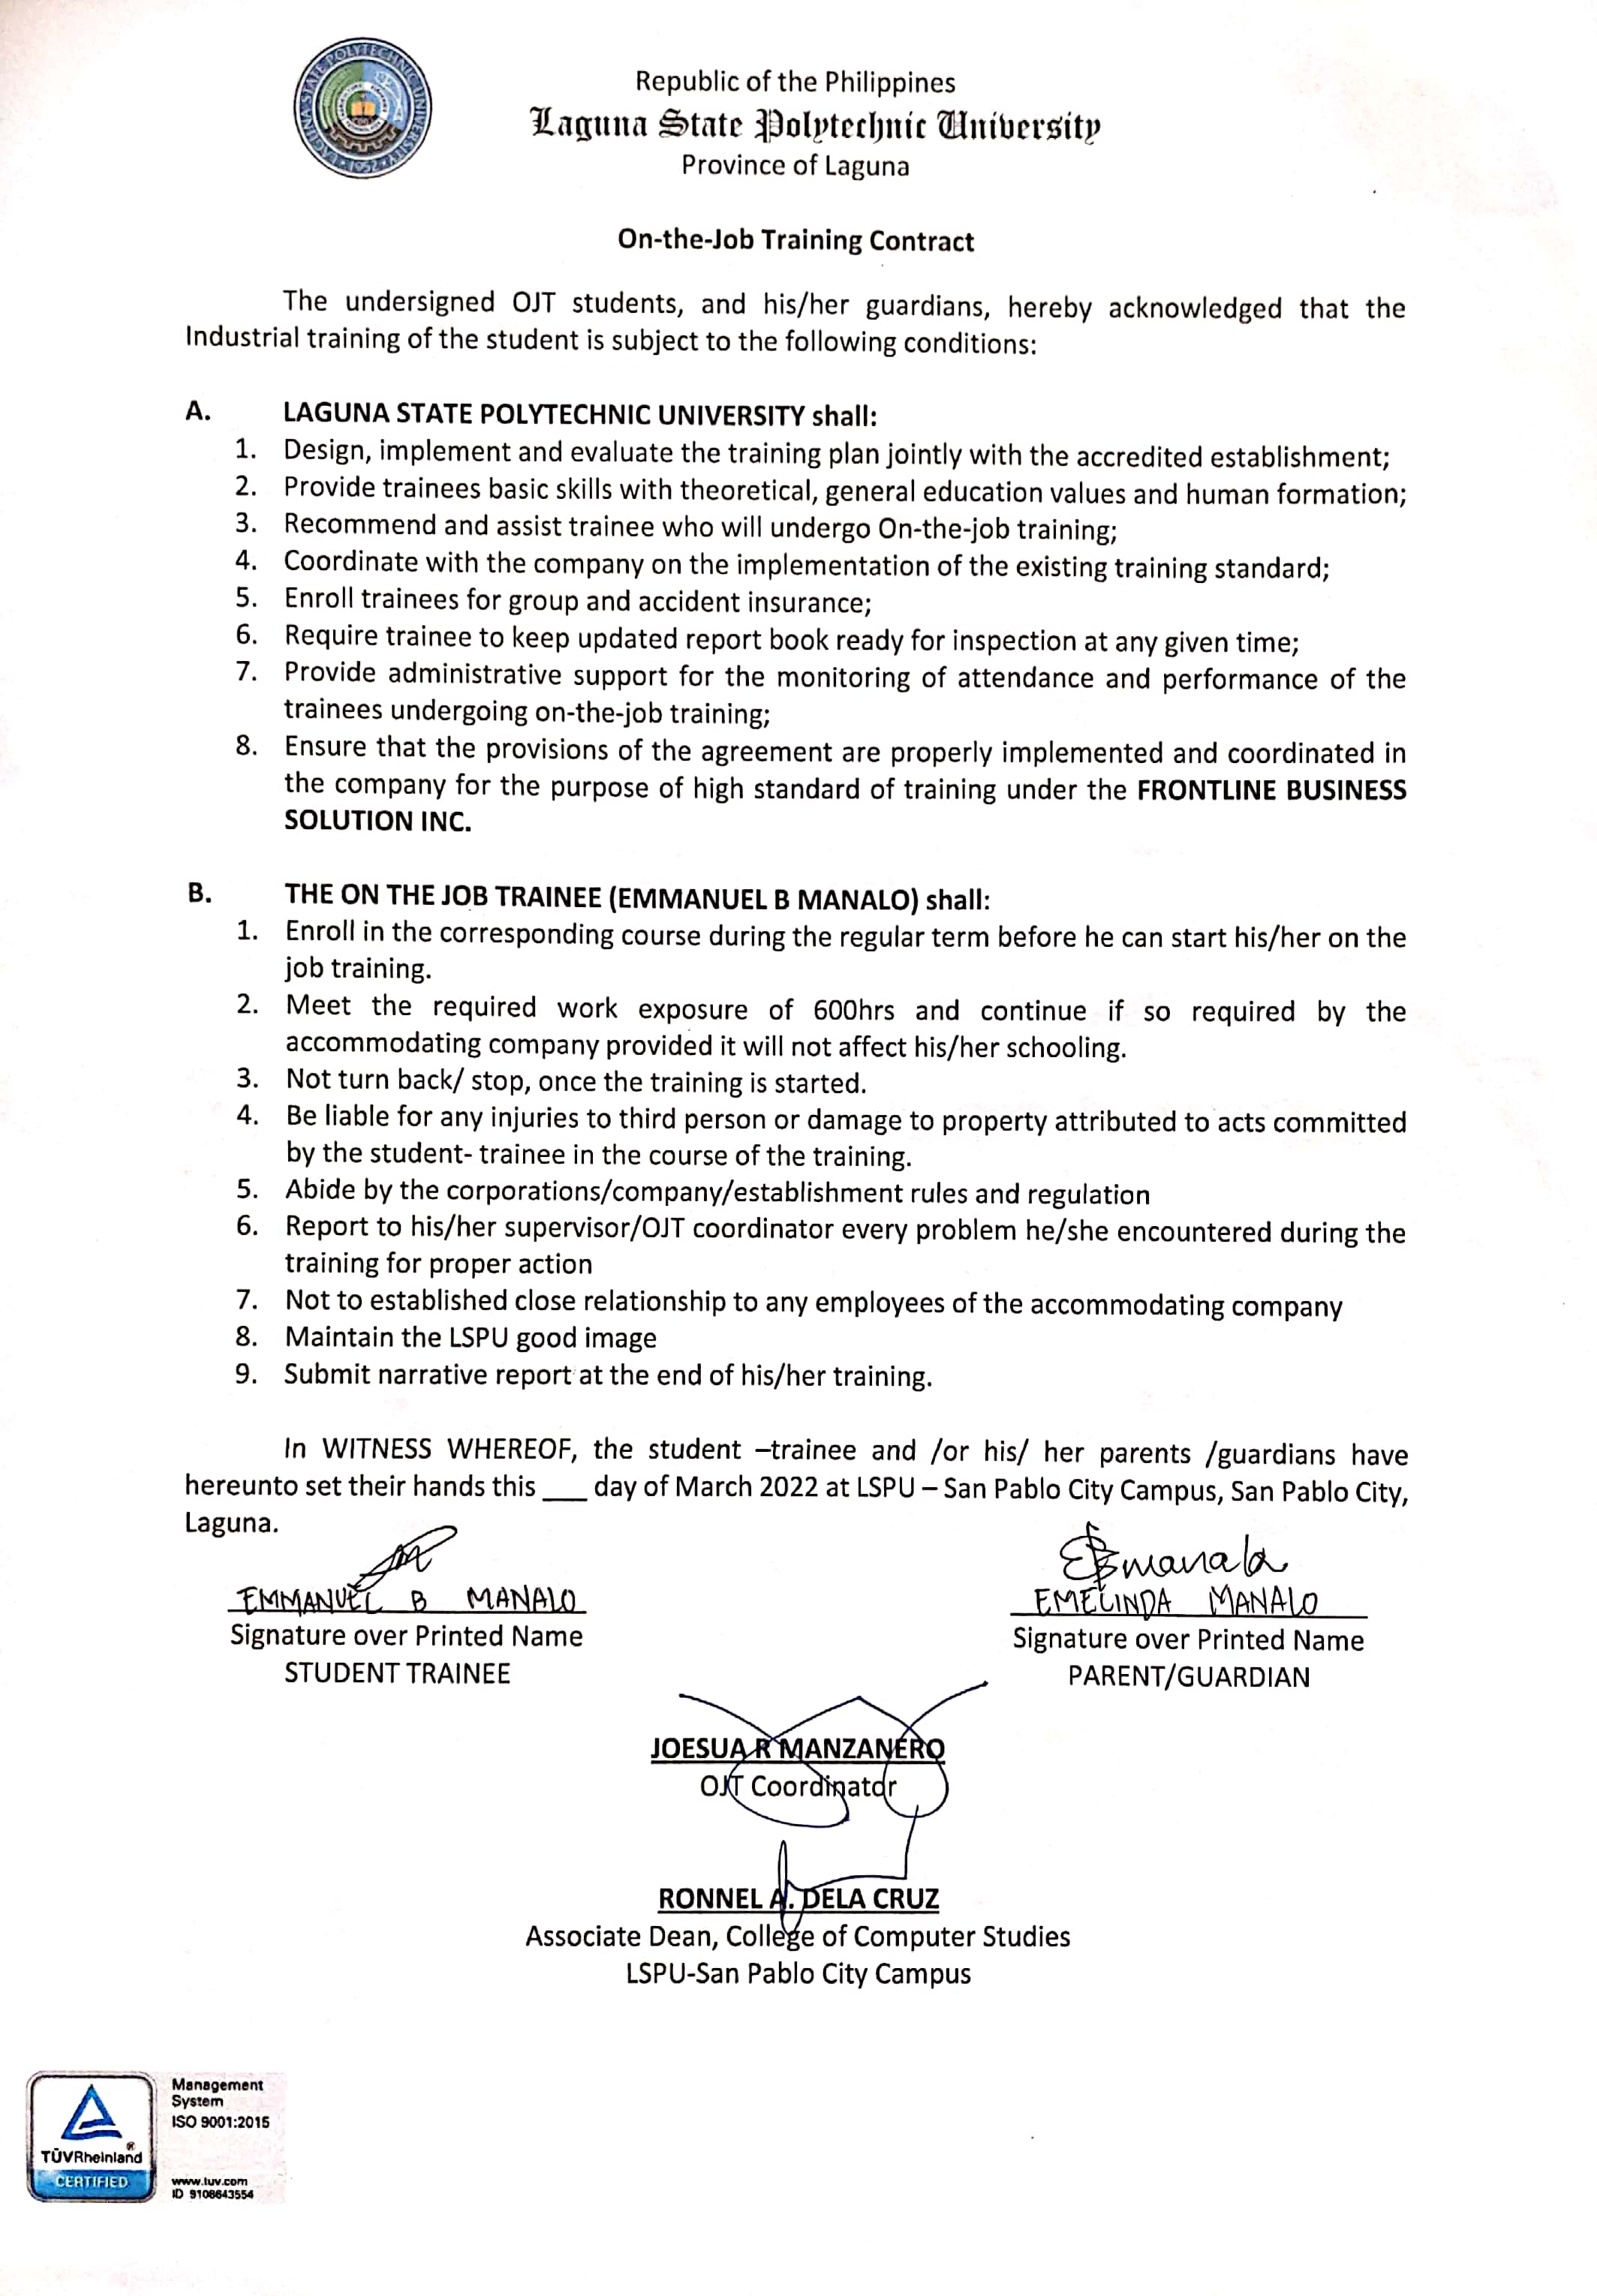 LAGUNA STATE POLYTECHNIC UNIVERSITY
1952
Republic of the Philippines
Laguna State Polytechnic University
Province of Laguna
On-the-Job Training Contract
The undersigned OJT students, and his/her guardians, hereby acknowledged that the
Industrial training of the student is subject to the following conditions:
A. LAGUNA STATE POLYTECHNIC UNIVERSITY shall:
1. Design, implement and evaluate the training plan jointly with the accredited establishment;
2. Provide trainees basic skills with theoretical, general education values and human formation;
3. Recommend and assist trainee who will undergo On-the-job training;
4. Coordinate with the company on the implementation of the existing training standard;
5. Enroll trainees for group and accident insurance;
6. Require trainee to keep updated report book ready for inspection at any given time;
7. Provide administrative support for the monitoring of attendance and performance of the
trainees undergoing on-the-job training;
8. Ensure that the provisions of the agreement are properly implemented and coordinated in
the company for the purpose of high standard of training under the FRONTLINE BUSINESS
SOLUTION INC.
B. THE ON THE JOB TRAINEE (EMMANUEL B MANALO) shall:
1. Enroll in the corresponding course during the regular term before he can start his/her on the
job training.
2. Meet the required work exposure of 600hrs and continue if so required by the
accommodating company provided it will not affect his/her schooling.
3. Not turn back/ stop, once the training is started.
4. Be liable for any injuries to third person or damage to property attributed to acts committed
by the student- trainee in the course of the training.
5. Abide by the corporations/company/establishment rules and regulation
6. Report to his/her supervisor/OJT coordinator every problem he/she encountered during the
training for proper action
7. Not to established close relationship to any employees of the accommodating company
8. Maintain the LSPU good image
9. Submit narrative report at the end of his/her training.
In WITNESS WHEREOF, the student –trainee and /or his/ her parents /guardians have
hereunto set their hands this ___ day of March 2022 at LSPU – San Pablo City Campus, San Pablo City,
Laguna.
EBmanalo
EMMANUEL B MANALO
EMELINDA MANALO
Signature over Printed Name
Signature over Printed Name
STUDENT TRAINEE
PARENT/GUARDIAN
JOESUA R MANZANERO
OJT Coordinator
RONNEL A. DELA CRUZ
Associate Dean, College of Computer Studies
LSPU-San Pablo City Campus
TÜVRheinland®
CERTIFIED
Management
System
ISO 9001:2015
www.tuv.com
ID 9108643554